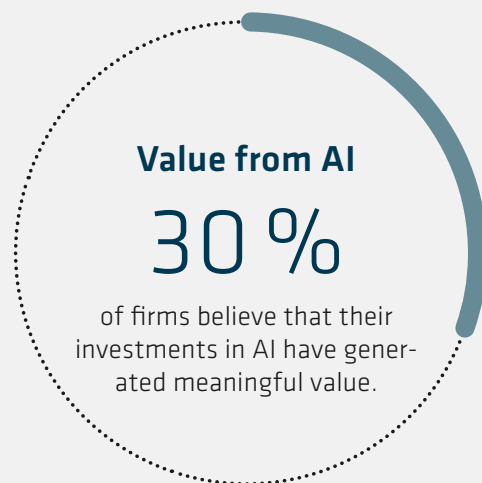 Value from AI
30 %
of firms believe that their
investments in AI have gener-
ated meaningful value.